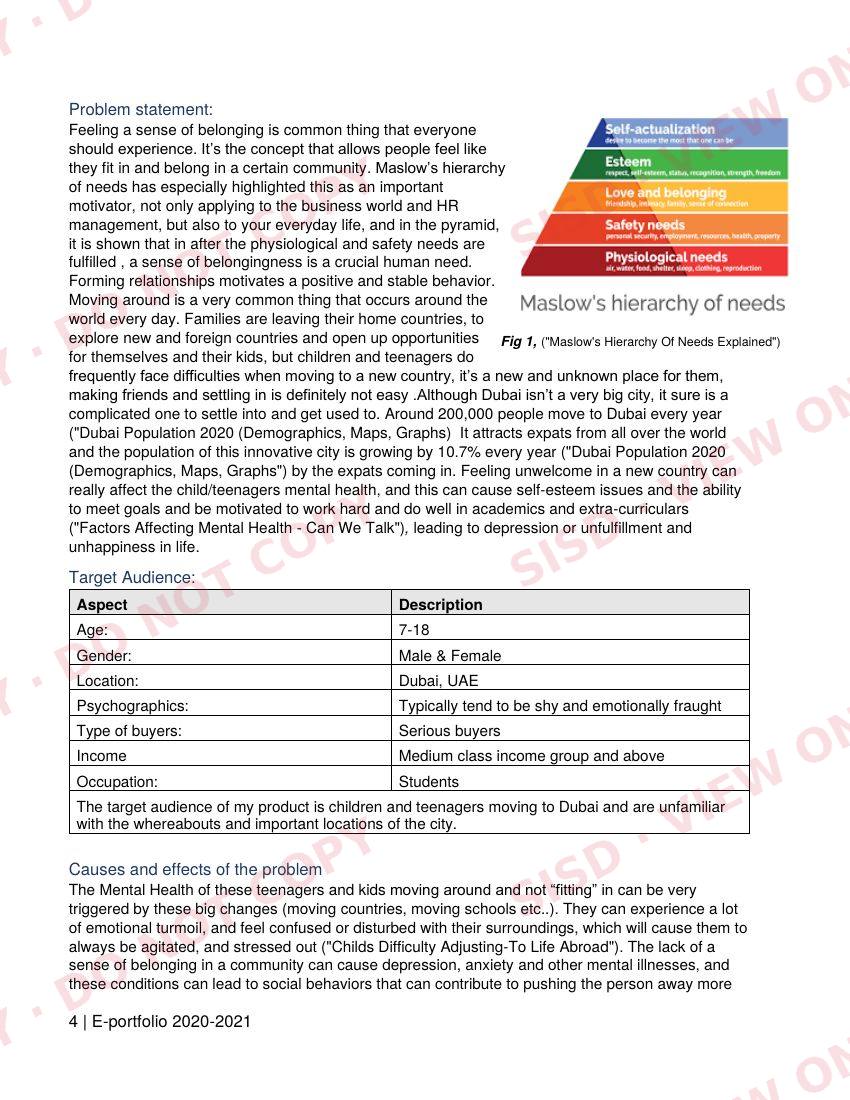 Problem statement:
Feeling a sense of belonging is common thing that everyone
should experience. It’s the concept that allows people feel like
they fit in and belong in a certain community. Maslow’s hierarchy
of needs has especially highlighted this as an important
motivator, not only applying to the business world and HR
management, but also to your everyday life, and in the pyramid,
it is shown that in after the physiological and safety needs are
fulfilled , a sense of belongingness is a crucial human need.
Forming relationships motivates a positive and stable behavior.
Moving around is a very common thing that occurs around the
world every day. Families are leaving their home countries, to
explore new and foreign countries and open up opportunities
for themselves and their kids, but children and teenagers do
Self-actualization
desire to become the most that one can be
Esteem
respect, self-esteem, status, recognition, strength, freedom
Love and belonging
friendship, intimacy, family, sense of connection
Safety needs
personal security, employment, resources, health, property
Physiological needs
air, water, food, shelter, sleep, clothing, reproduction
Maslow's hierarchy of needs
Fig 1, ("Maslow's Hierarchy Of Needs Explained")
frequently face difficulties when moving to a new country, it’s a new and unknown place for them,
making friends and settling in is definitely not easy .Although Dubai isn’t a very big city, it sure is a
complicated one to settle into and get used to. Around 200,000 people move to Dubai every year
("Dubai Population 2020 (Demographics, Maps, Graphs)  It attracts expats from all over the world
and the population of this innovative city is growing by 10.7% every year ("Dubai Population 2020
(Demographics, Maps, Graphs") by the expats coming in. Feeling unwelcome in a new country can
really affect the child/teenagers mental health, and this can cause self-esteem issues and the ability
to meet goals and be motivated to work hard and do well in academics and extra-curriculars
("Factors Affecting Mental Health - Can We Talk"), leading to depression or unfulfillment and
unhappiness in life.
Target Audience:
Aspect Description
Age: 7-18
Gender: Male & Female
Location: Dubai, UAE
Psychographics: Typically tend to be shy and emotionally fraught
Type of buyers: Serious buyers
Income Medium class income group and above
Occupation: Students
The target audience of my product is children and teenagers moving to Dubai and are unfamiliar
with the whereabouts and important locations of the city.
Causes and effects of the problem
The Mental Health of these teenagers and kids moving around and not “fitting” in can be very
triggered by these big changes (moving countries, moving schools etc..). They can experience a lot
of emotional turmoil, and feel confused or disturbed with their surroundings, which will cause them to
always be agitated, and stressed out ("Childs Difficulty Adjusting-To Life Abroad"). The lack of a
sense of belonging in a community can cause depression, anxiety and other mental illnesses, and
these conditions can lead to social behaviors that can contribute to pushing the person away more
4 | E-portfolio 2020-2021
SISD · VIEW ON
Y · DO NOT COPY
SISD · VIEW ON
Y · DO NOT COPY
SISD · VIEW ON
Y · DO NOT COPY